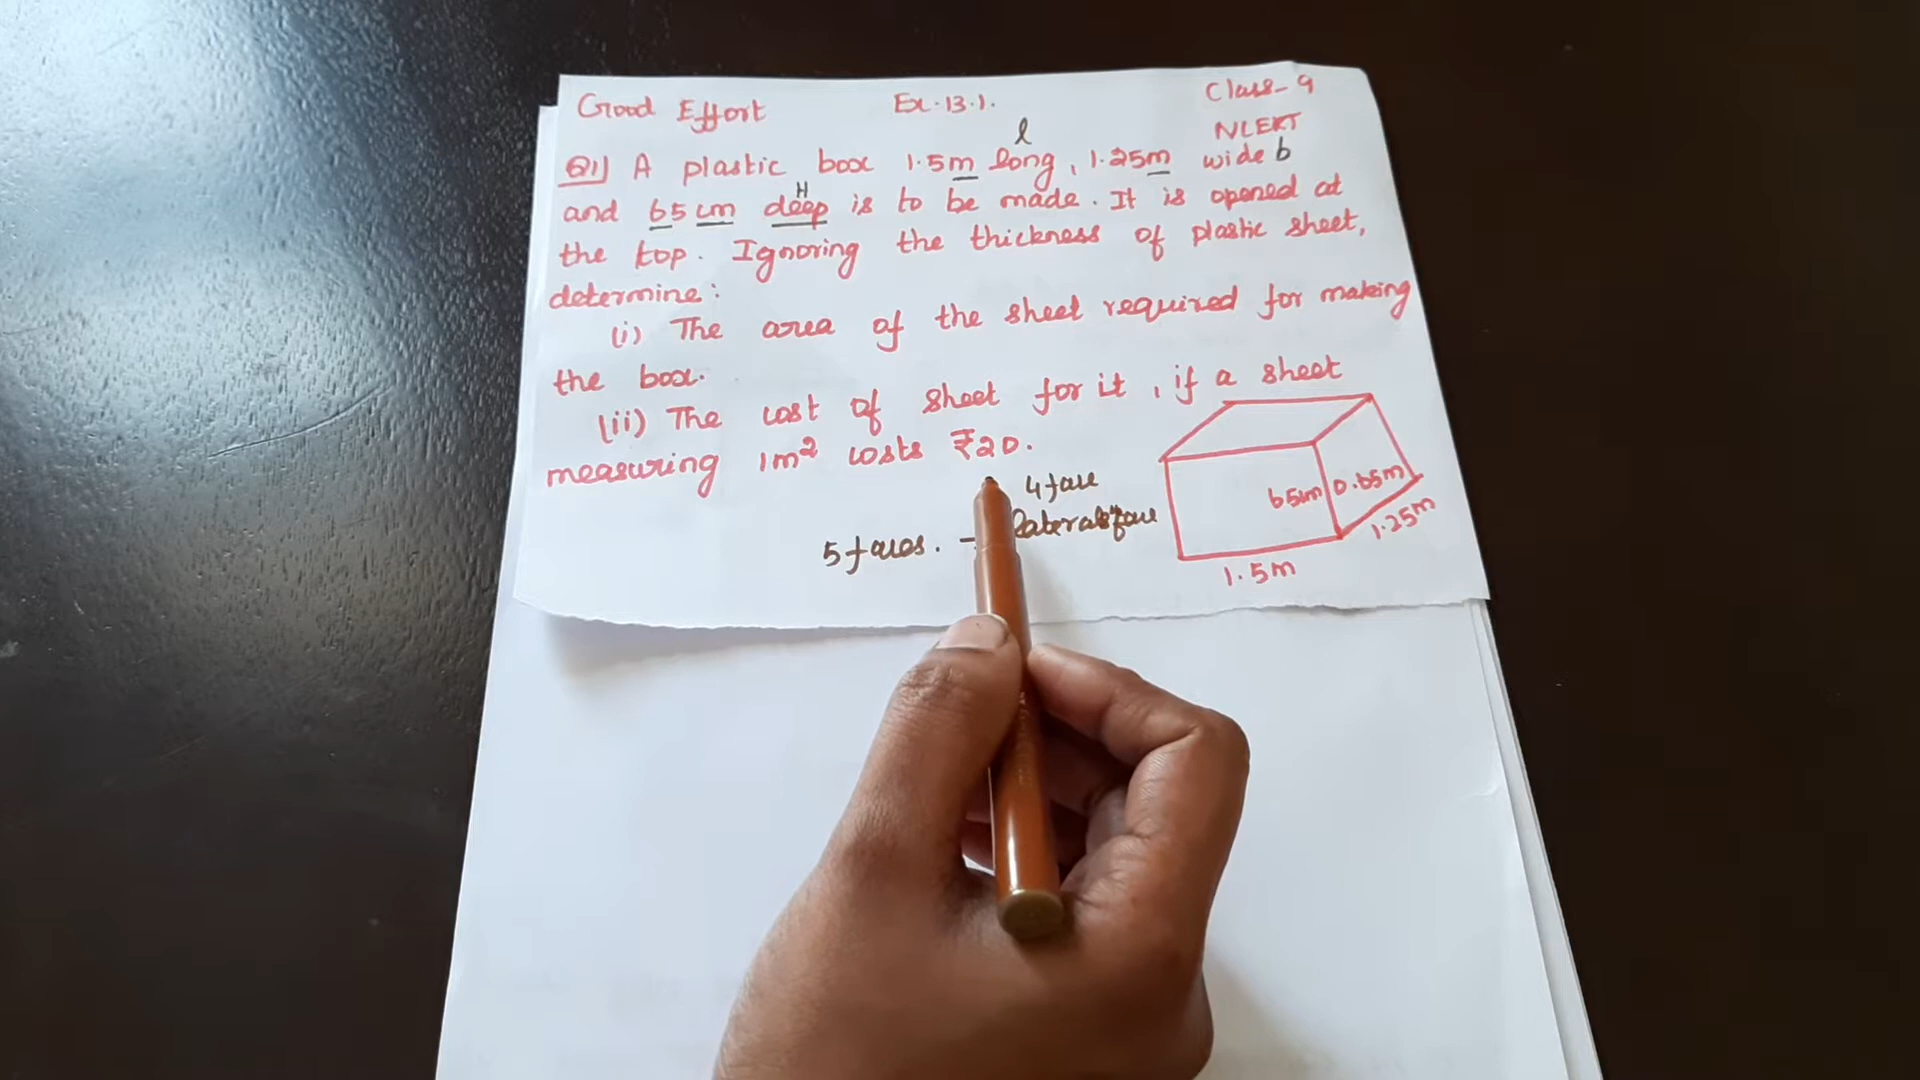 Good Effort Ex.13.1. Class-9
NCERT
l
Q1) A plastic box 1.5m long, 1.25m wide b
H
and 65 cm deep is to be made. It is opened at
the top. Ignoring the thickness of plastic sheet,
determine:
(i) The area of the sheet required for making
the box.
(ii) The cost of sheet for it, if a sheet
measuring 1m² costs ₹20.
4 face
5 faces. - lateral face
65cm 0.65m
1.25m
1.5m